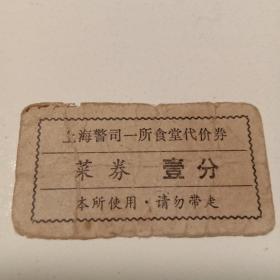 上海警司一所食堂代价券
菜券 壹分
本所使用·请勿带走